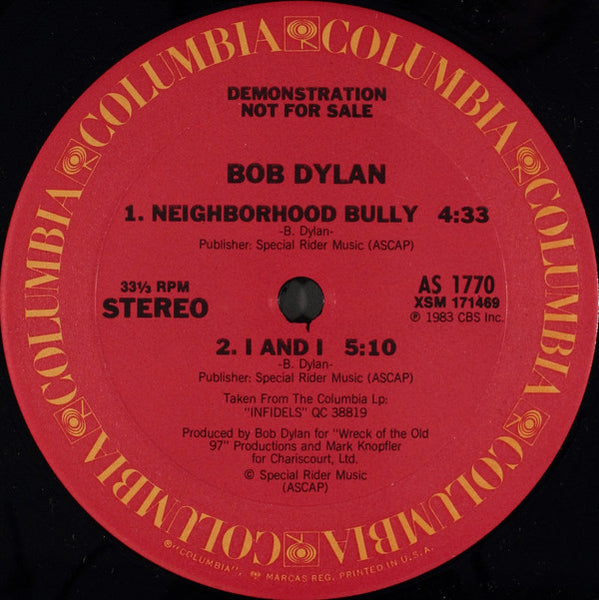 COLUMBIA COLUMBIA COLUMBIA COLUMBIA COLUMBIA COLUMBIA
DEMONSTRATION
NOT FOR SALE
BOB DYLAN
1. NEIGHBORHOOD BULLY 4:33
-B. Dylan-
Publisher: Special Rider Music (ASCAP)
33⅓ RPM
STEREO
AS 1770
XSM 171469
℗ 1983 CBS Inc.
2. I AND I 5:10
-B. Dylan-
Publisher: Special Rider Music (ASCAP)
Taken From The Columbia Lp:
"INFIDELS" QC 38819
Produced by Bob Dylan for "Wreck of the Old
97" Productions and Mark Knopfler
for Chariscourt, Ltd.
© Special Rider Music
(ASCAP)
®"COLUMBIA", MARCAS REG. PRINTED IN U.S.A.